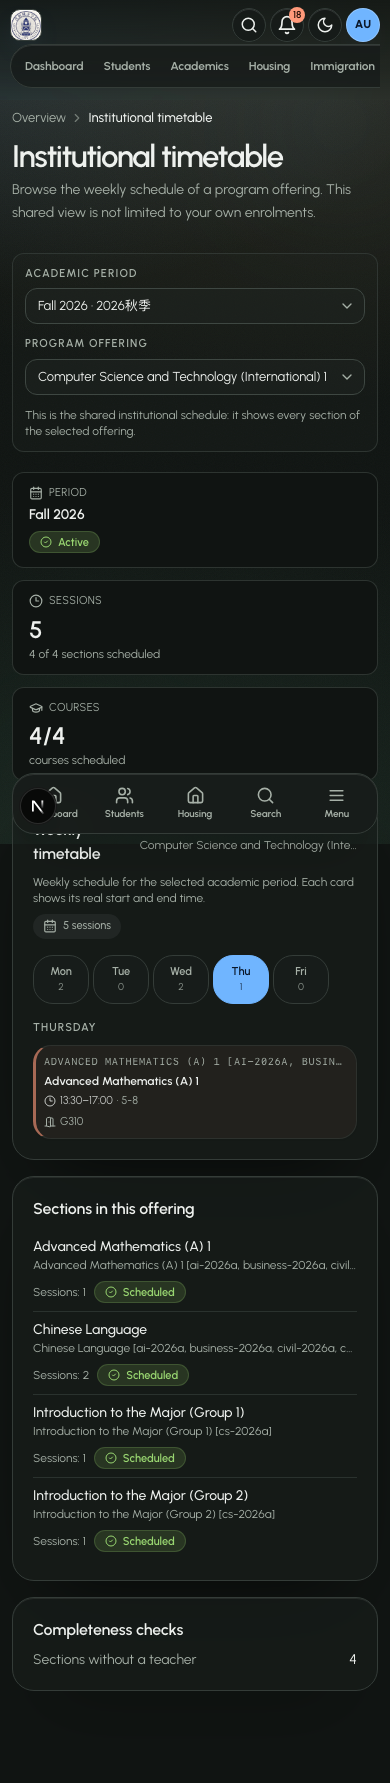 18
AU
Dashboard Students Academics Housing Immigration
Overview > Institutional timetable
Institutional timetable
Browse the weekly schedule of a program offering. This
shared view is not limited to your own enrolments.
ACADEMIC PERIOD
Fall 2026 · 2026秋季
PROGRAM OFFERING
Computer Science and Technology (International) 1
This is the shared institutional schedule: it shows every section of
the selected offering.
PERIOD
Fall 2026
Active
SESSIONS
5
4 of 4 sections scheduled
COURSES
4/4
courses scheduled
N
board Students Housing Search Menu
Weekly
timetable
Computer Science and Technology (Inte...
Weekly schedule for the selected academic period. Each card
shows its real start and end time.
5 sessions
Mon Tue Wed Thu Fri
2 0 2 1 0
THURSDAY
ADVANCED MATHEMATICS (A) 1 [AI-2026A, BUSIN...
Advanced Mathematics (A) 1
13:30–17:00 · 5-8
G310
Sections in this offering
Advanced Mathematics (A) 1
Advanced Mathematics (A) 1 [ai-2026a, business-2026a, civil...
Sessions: 1 Scheduled
Chinese Language
Chinese Language [ai-2026a, business-2026a, civil-2026a, c...
Sessions: 2 Scheduled
Introduction to the Major (Group 1)
Introduction to the Major (Group 1) [cs-2026a]
Sessions: 1 Scheduled
Introduction to the Major (Group 2)
Introduction to the Major (Group 2) [cs-2026a]
Sessions: 1 Scheduled
Completeness checks
Sections without a teacher 4